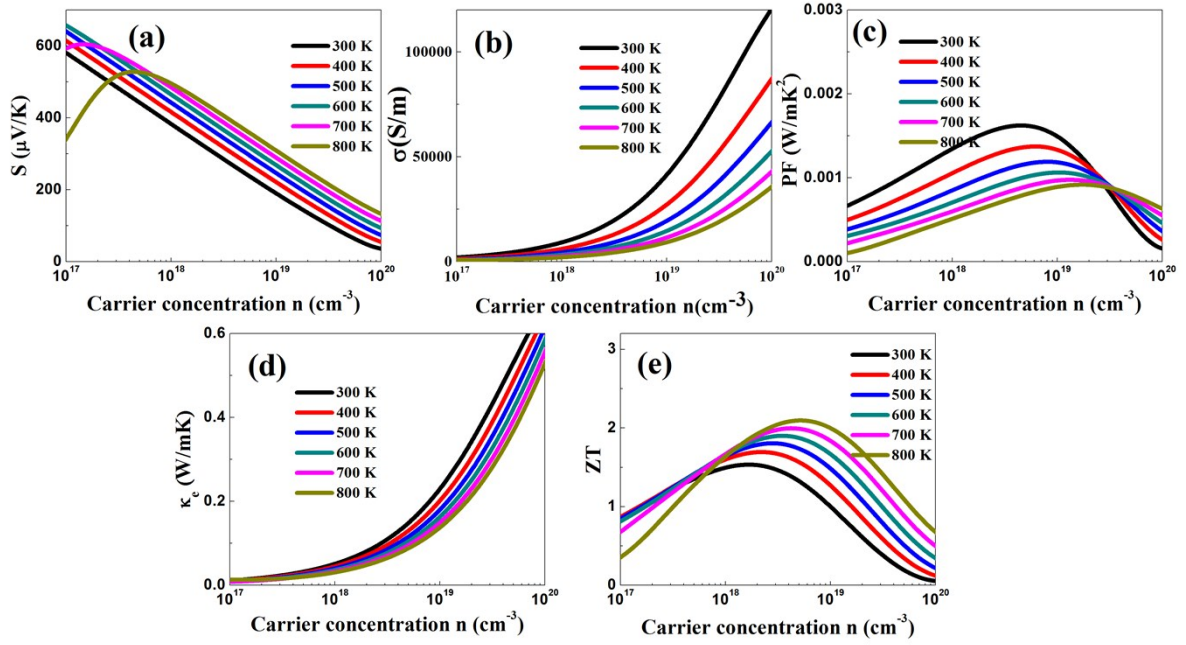 (a)
300 K
400 K
500 K
600 K
700 K
800 K
600
400
200
0
S (μV/K)
10^17
10^18
10^19
10^20
Carrier concentration n (cm^-3)
(b)
300 K
400 K
500 K
600 K
700 K
800 K
100000
50000
0
σ(S/m)
10^17
10^18
10^19
10^20
Carrier concentration n(cm^-3)
(c)
300 K
400 K
500 K
600 K
700 K
800 K
0.003
0.002
0.001
0.000
PF (W/mK^2)
10^17
10^18
10^19
10^20
Carrier concentration n (cm^-3)
(d)
300 K
400 K
500 K
600 K
700 K
800 K
0.6
0.4
0.2
0.0
κ_e (W/mK)
10^17
10^18
10^19
10^20
Carrier concentration n (cm^-3)
(e)
300 K
400 K
500 K
600 K
700 K
800 K
3
2
1
0
ZT
10^17
10^18
10^19
10^20
Carrier concentration n (cm^-3)